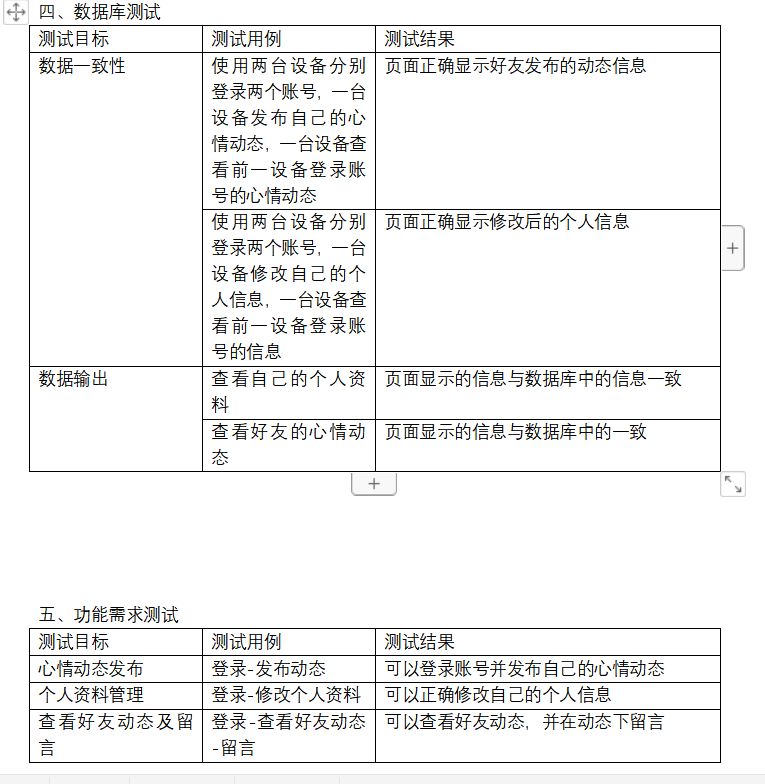 四、数据库测试
测试目标 测试用例 测试结果
数据一致性 使用两台设备分别 页面正确显示好友发布的动态信息
登录两个账号，一台
设备发布自己的心
情动态，一台设备查
看前一设备登录账
号的心情动态
使用两台设备分别 页面正确显示修改后的个人信息
登录两个账号，一台
设备修改自己的个
人信息，一台设备查
看前一设备登录账
号的信息
数据输出 查看自己的个人资 页面显示的信息与数据库中的信息一致
料
查看好友的心情动 页面显示的信息与数据库中的一致
态
五、功能需求测试
测试目标 测试用例 测试结果
心情动态发布 登录-发布动态 可以登录账号并发布自己的心情动态
个人资料管理 登录-修改个人资料 可以正确修改自己的个人信息
查看好友动态及留 登录-查看好友动态 可以查看好友动态，并在动态下留言
言 -留言